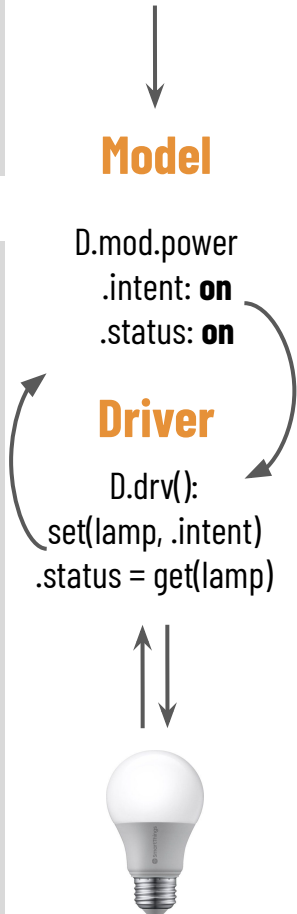 Model
D.mod.power
.intent: on
.status: on
Driver
D.drv():
set(lamp, .intent)
.status = get(lamp)